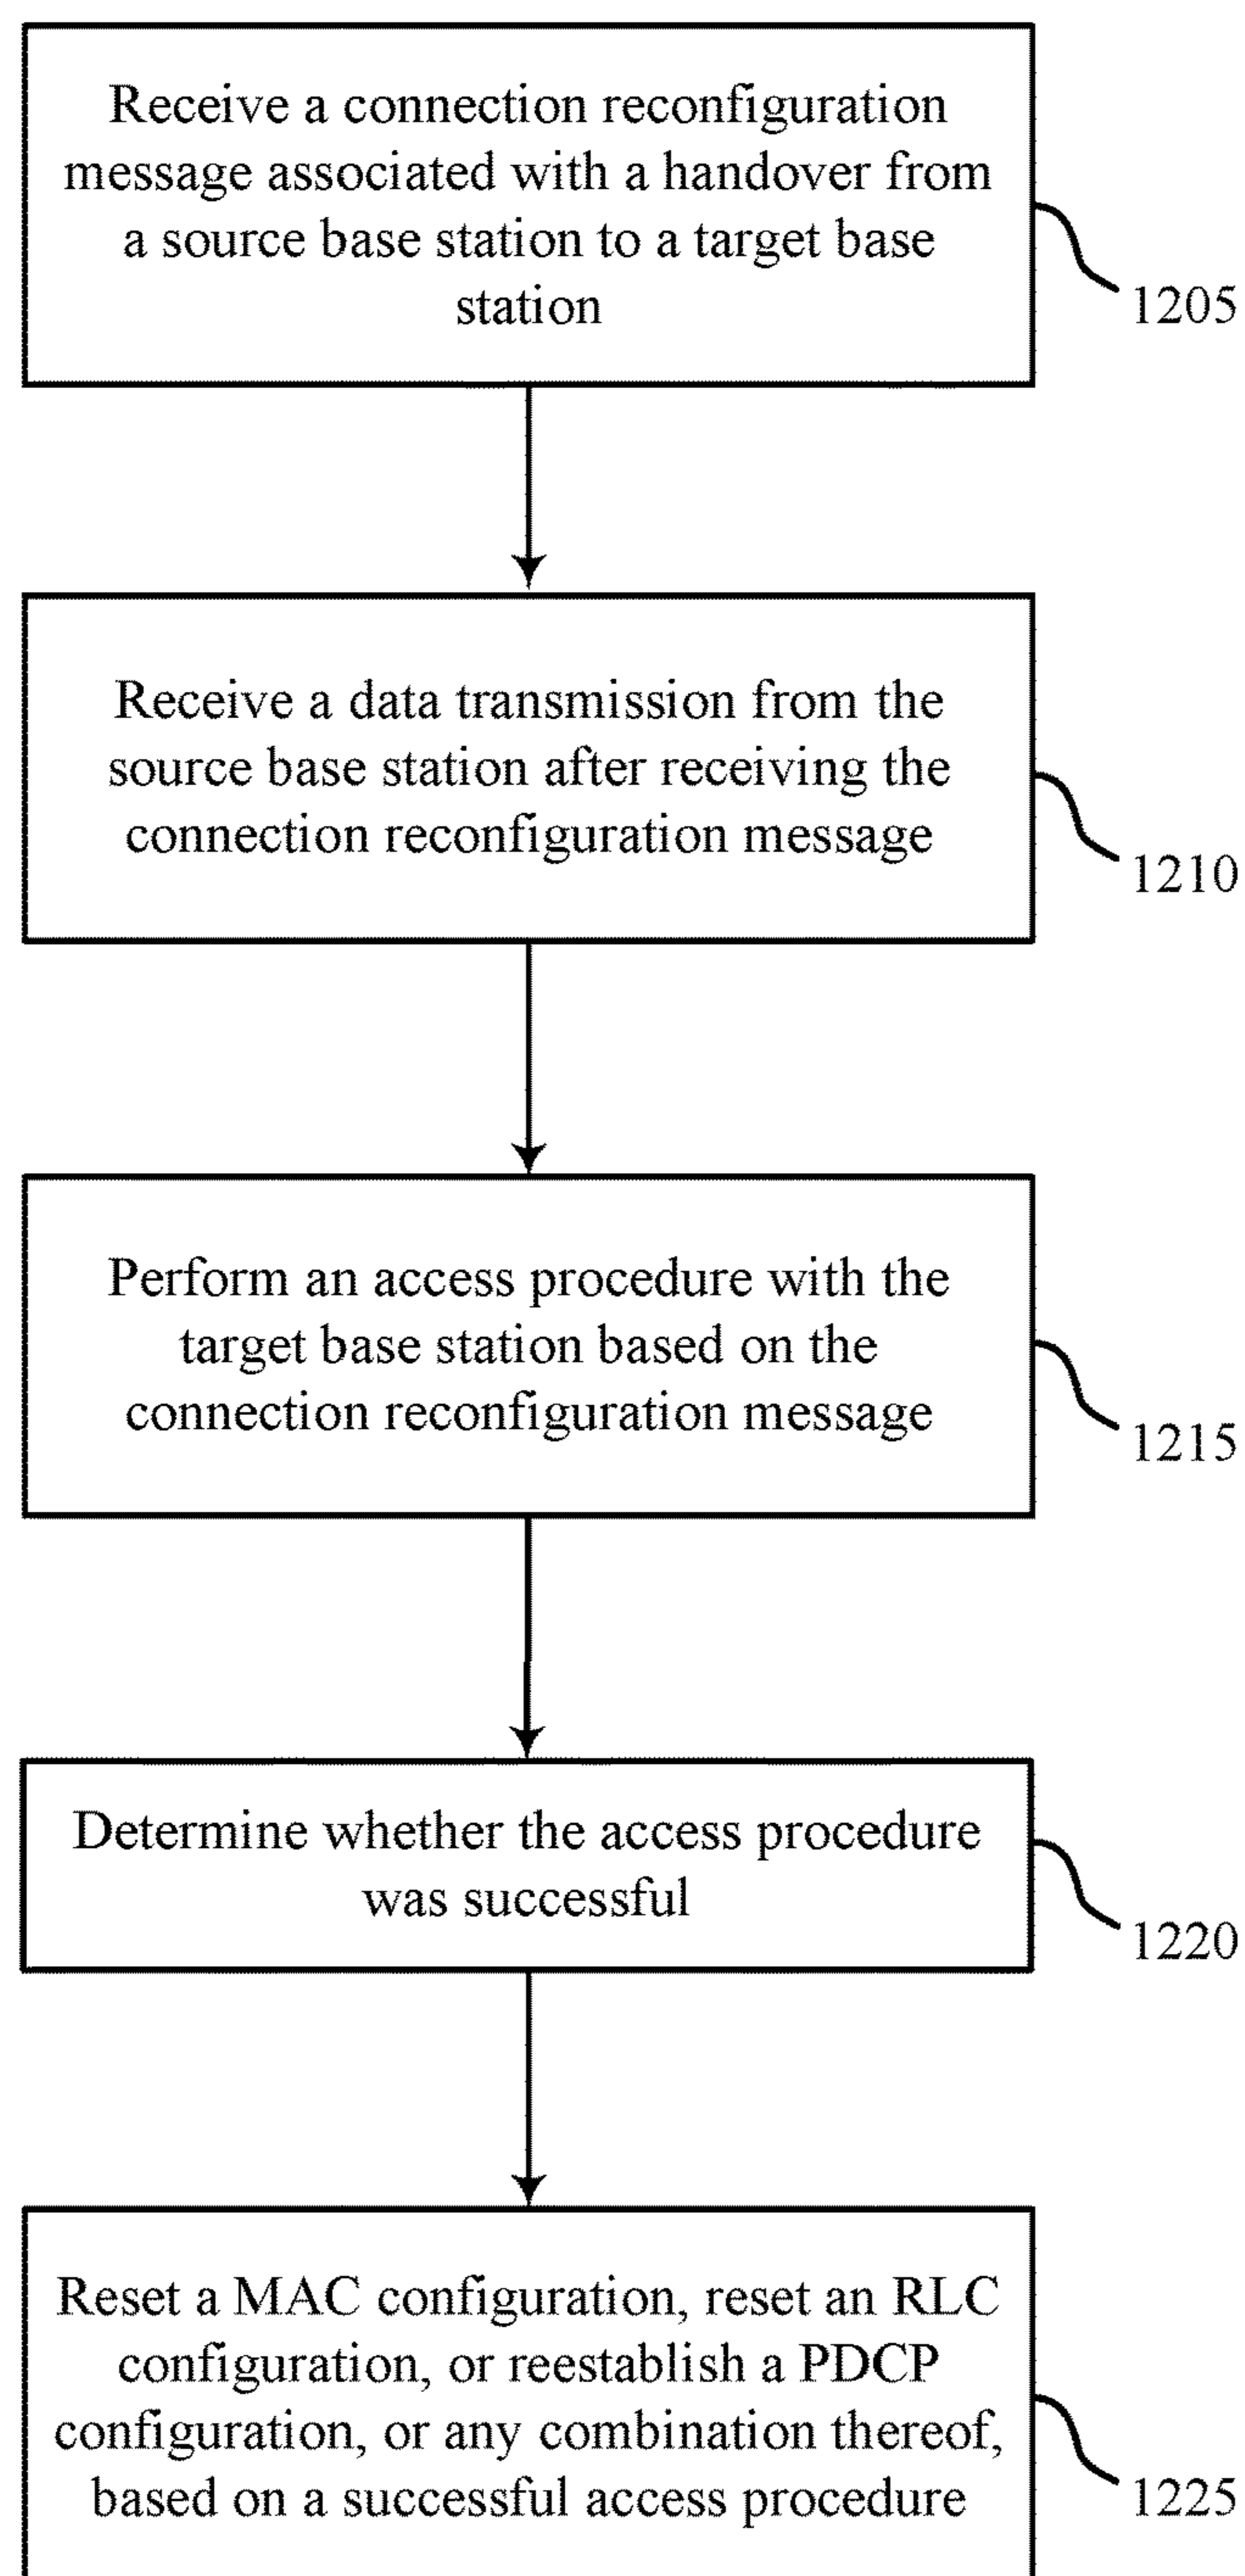 Receive a connection reconfiguration
message associated with a handover from
a source base station to a target base
station
1205
Receive a data transmission from the
source base station after receiving the
connection reconfiguration message
1210
Perform an access procedure with the
target base station based on the
connection reconfiguration message
1215
Determine whether the access procedure
was successful
1220
Reset a MAC configuration, reset an RLC
configuration, or reestablish a PDCP
configuration, or any combination thereof,
based on a successful access procedure
1225